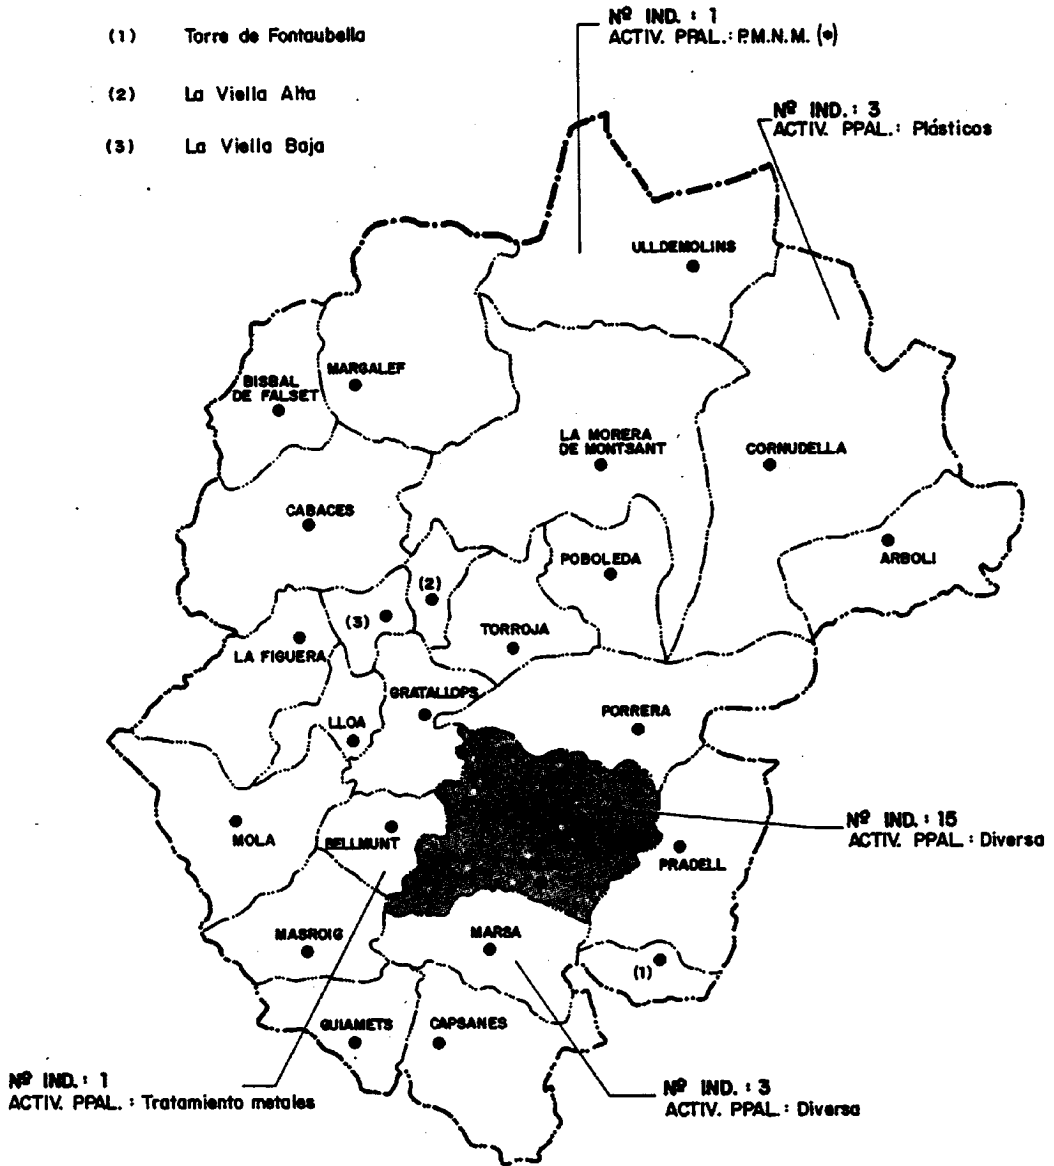 (1) Torre de Fontaubella
(2) La Viella Alta
(3) La Viella Baja
Nº IND. : 1
ACTIV. PPAL.: P.M.N.M. (*)
Nº IND.: 3
ACTIV. PPAL.: Plásticos
ULLDEMOLINS
MARGALEF
BISBAL
DE FALSET
LA MORERA
DE MONTSANT
CORNUDELLA
CABACES
ARBOLI
POBOLEDA
(2)
(3)
TORROJA
LA FIGUERA
GRATALLOPS
LLOA
PORRERA
MOLA
BELLMUNT
Nº IND. : 15
ACTIV. PPAL. : Diversa
PRADELL
MASROIG
MARSA
(1)
GUIAMETS
CAPSANES
Nº IND. : 1
ACTIV. PPAL. : Tratamiento metales
Nº IND. : 3
ACTIV. PPAL. : Diversa